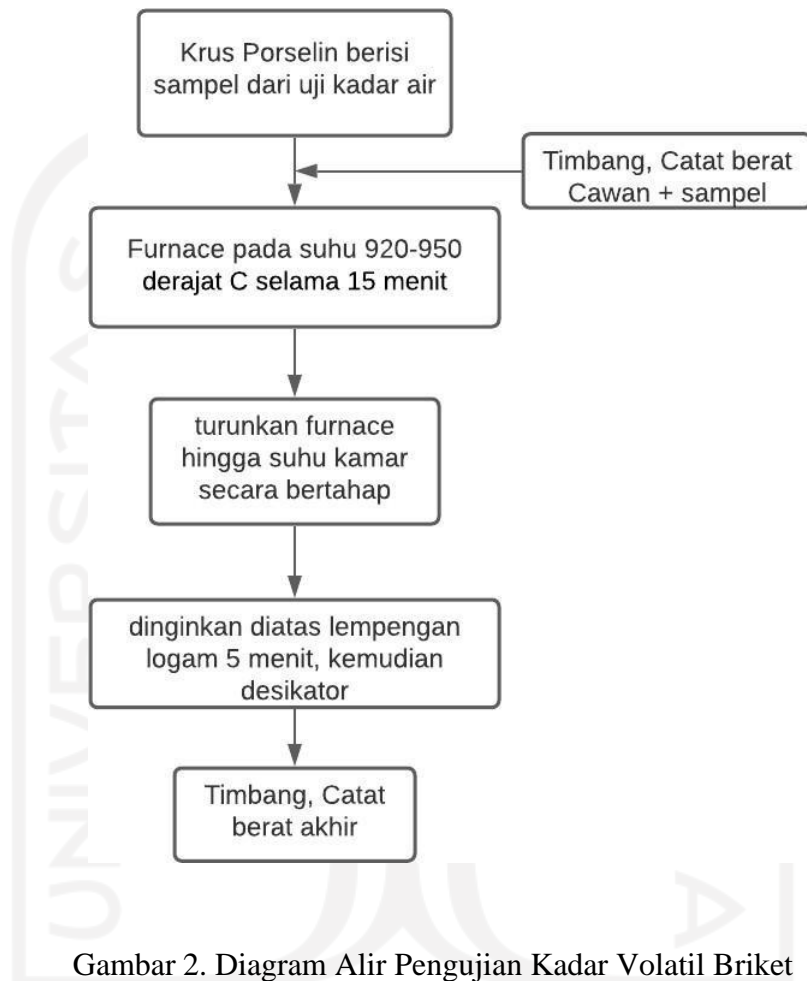 Krus Porselin berisi
sampel dari uji kadar air
Timbang, Catat berat
Cawan + sampel
Furnace pada suhu 920-950
derajat C selama 15 menit
turunkan furnace
hingga suhu kamar
secara bertahap
dinginkan diatas lempengan
logam 5 menit, kemudian
desikator
Timbang, Catat
berat akhir
Gambar 2. Diagram Alir Pengujian Kadar Volatil Briket